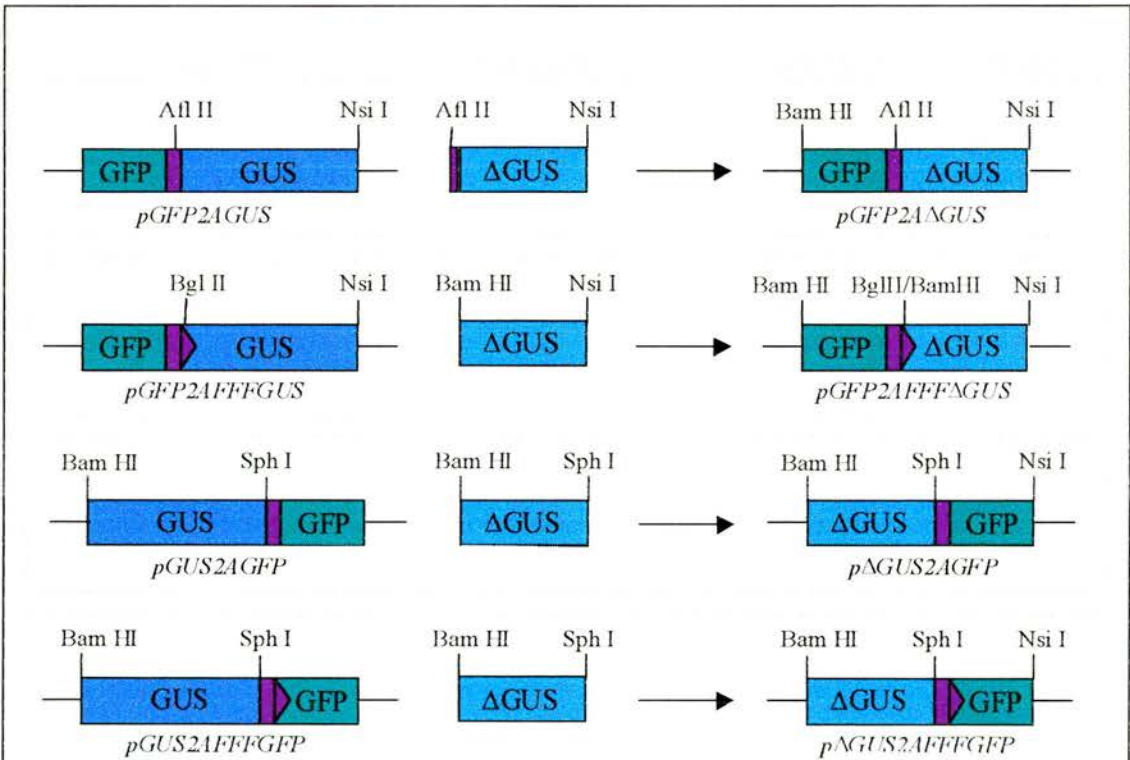 Afl II Nsi I Afl II Nsi I Bam HI Afl II Nsi I
GFP GUS ΔGUS GFP ΔGUS
pGFP2AGUS pGFP2AΔGUS
Bgl II Nsi I Bam HI Nsi I Bam HI BglII/BamHI Nsi I
GFP GUS ΔGUS GFP ΔGUS
pGFP2AFFFGUS pGFP2AFFFΔGUS
Bam HI Sph I Bam HI Sph I Bam HI Sph I Nsi I
GUS GFP ΔGUS ΔGUS GFP
pGUS2AGFP pΔGUS2AGFP
Bam HI Sph I Bam HI Sph I Bam HI Sph I Nsi I
GUS GFP ΔGUS ΔGUS GFP
pGUS2AFFFGFP pΔGUS2AFFFGFP